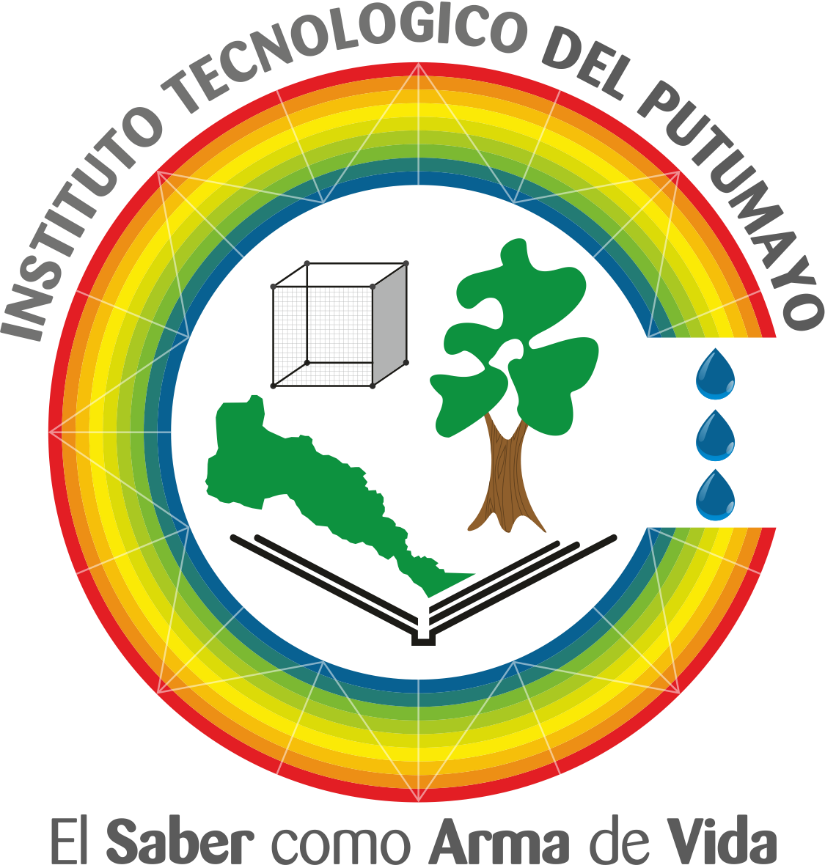 INSTITUTO TECNOLOGICO DEL PUTUMAYO
El Saber como Arma de Vida